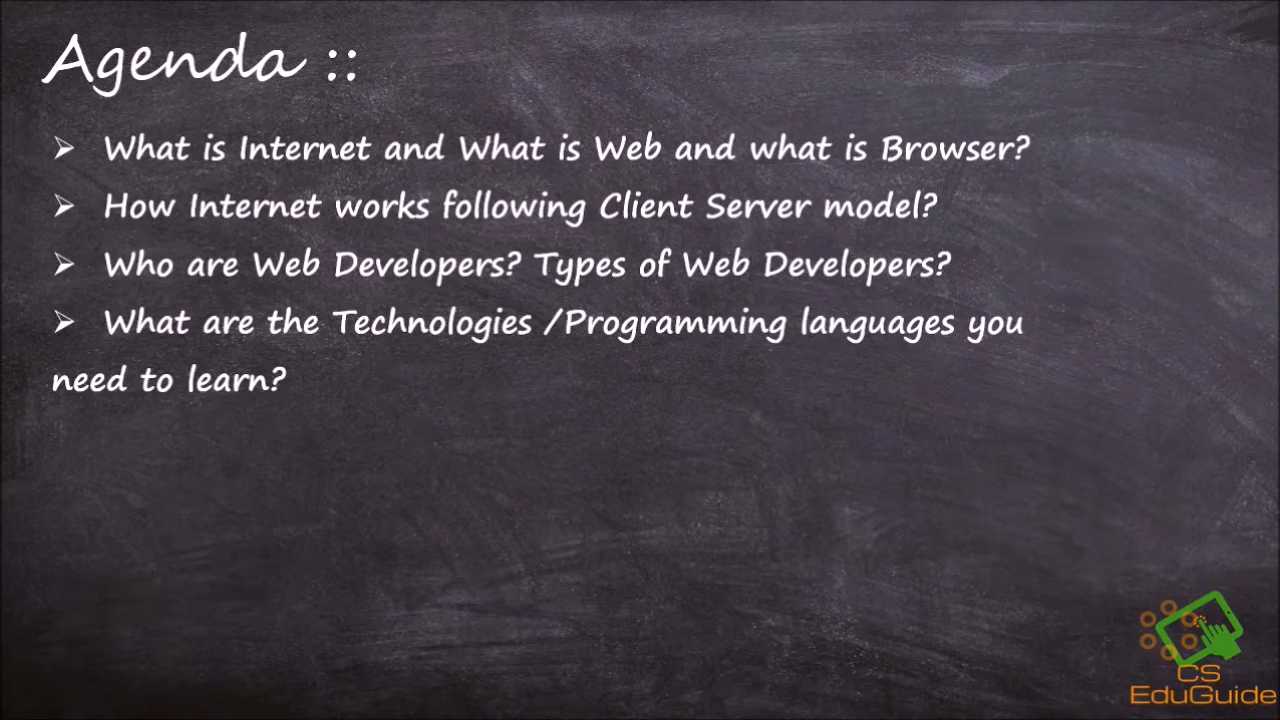 Agenda ::
➢ What is Internet and What is Web and what is Browser?
➢ How Internet works following Client Server model?
➢ Who are Web Developers? Types of Web Developers?
➢ What are the Technologies /Programming languages you
need to learn?
CS
EduGuide